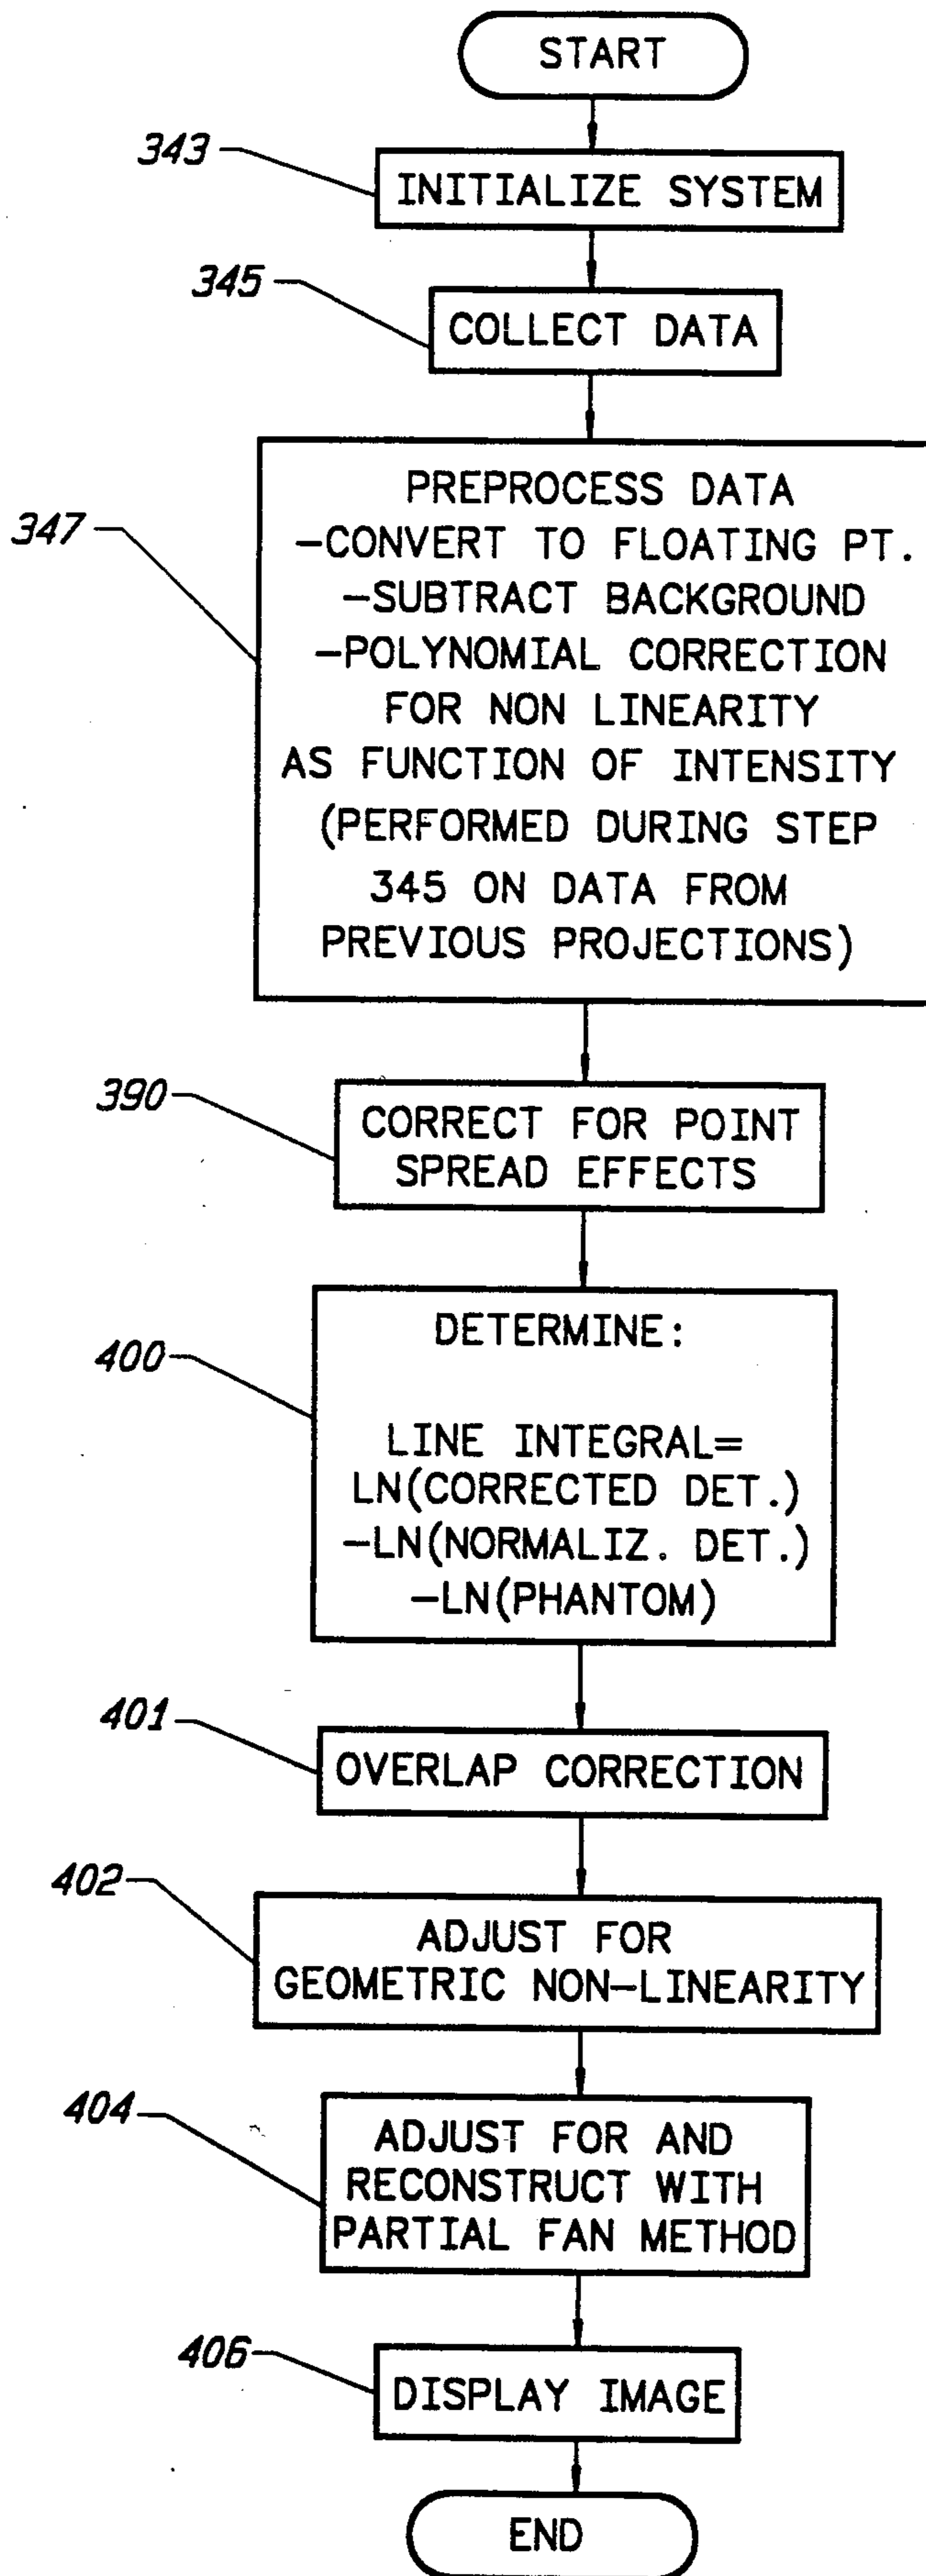 START
343
INITIALIZE SYSTEM
345
COLLECT DATA
347
PREPROCESS DATA
-CONVERT TO FLOATING PT.
-SUBTRACT BACKGROUND
-POLYNOMIAL CORRECTION
FOR NON LINEARITY
AS FUNCTION OF INTENSITY
(PERFORMED DURING STEP
345 ON DATA FROM
PREVIOUS PROJECTIONS)
390
CORRECT FOR POINT
SPREAD EFFECTS
400
DETERMINE:
LINE INTEGRAL=
LN(CORRECTED DET.)
-LN(NORMALIZ. DET.)
-LN(PHANTOM)
401
OVERLAP CORRECTION
402
ADJUST FOR
GEOMETRIC NON-LINEARITY
404
ADJUST FOR AND
RECONSTRUCT WITH
PARTIAL FAN METHOD
406
DISPLAY IMAGE
END